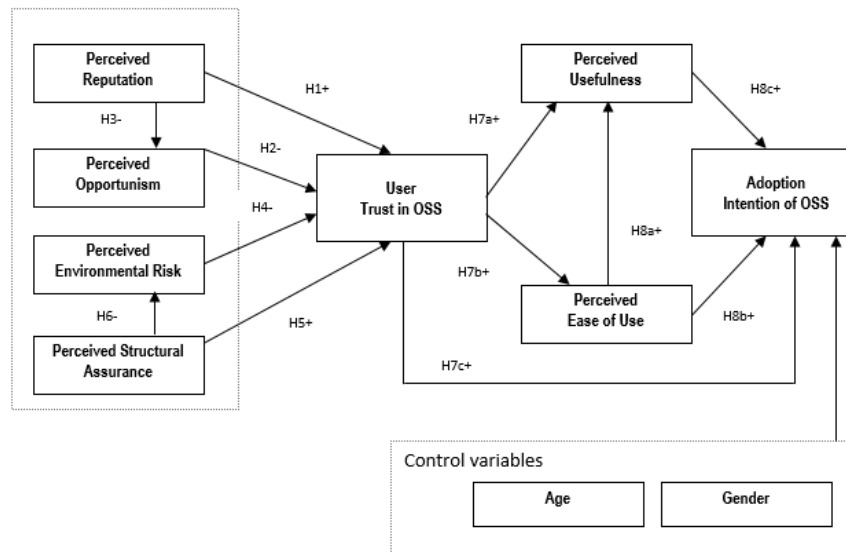 Perceived
Reputation
H1+
H3-
Perceived
Opportunism
H2-
H4-
Perceived
Environmental Risk
H6-
H5+
Perceived Structural
Assurance
User
Trust in OSS
H7a+
H7b+
H7c+
Perceived
Usefulness
H8c+
H8a+
Perceived
Ease of Use
H8b+
Adoption
Intention of OSS
Control variables
Age
Gender